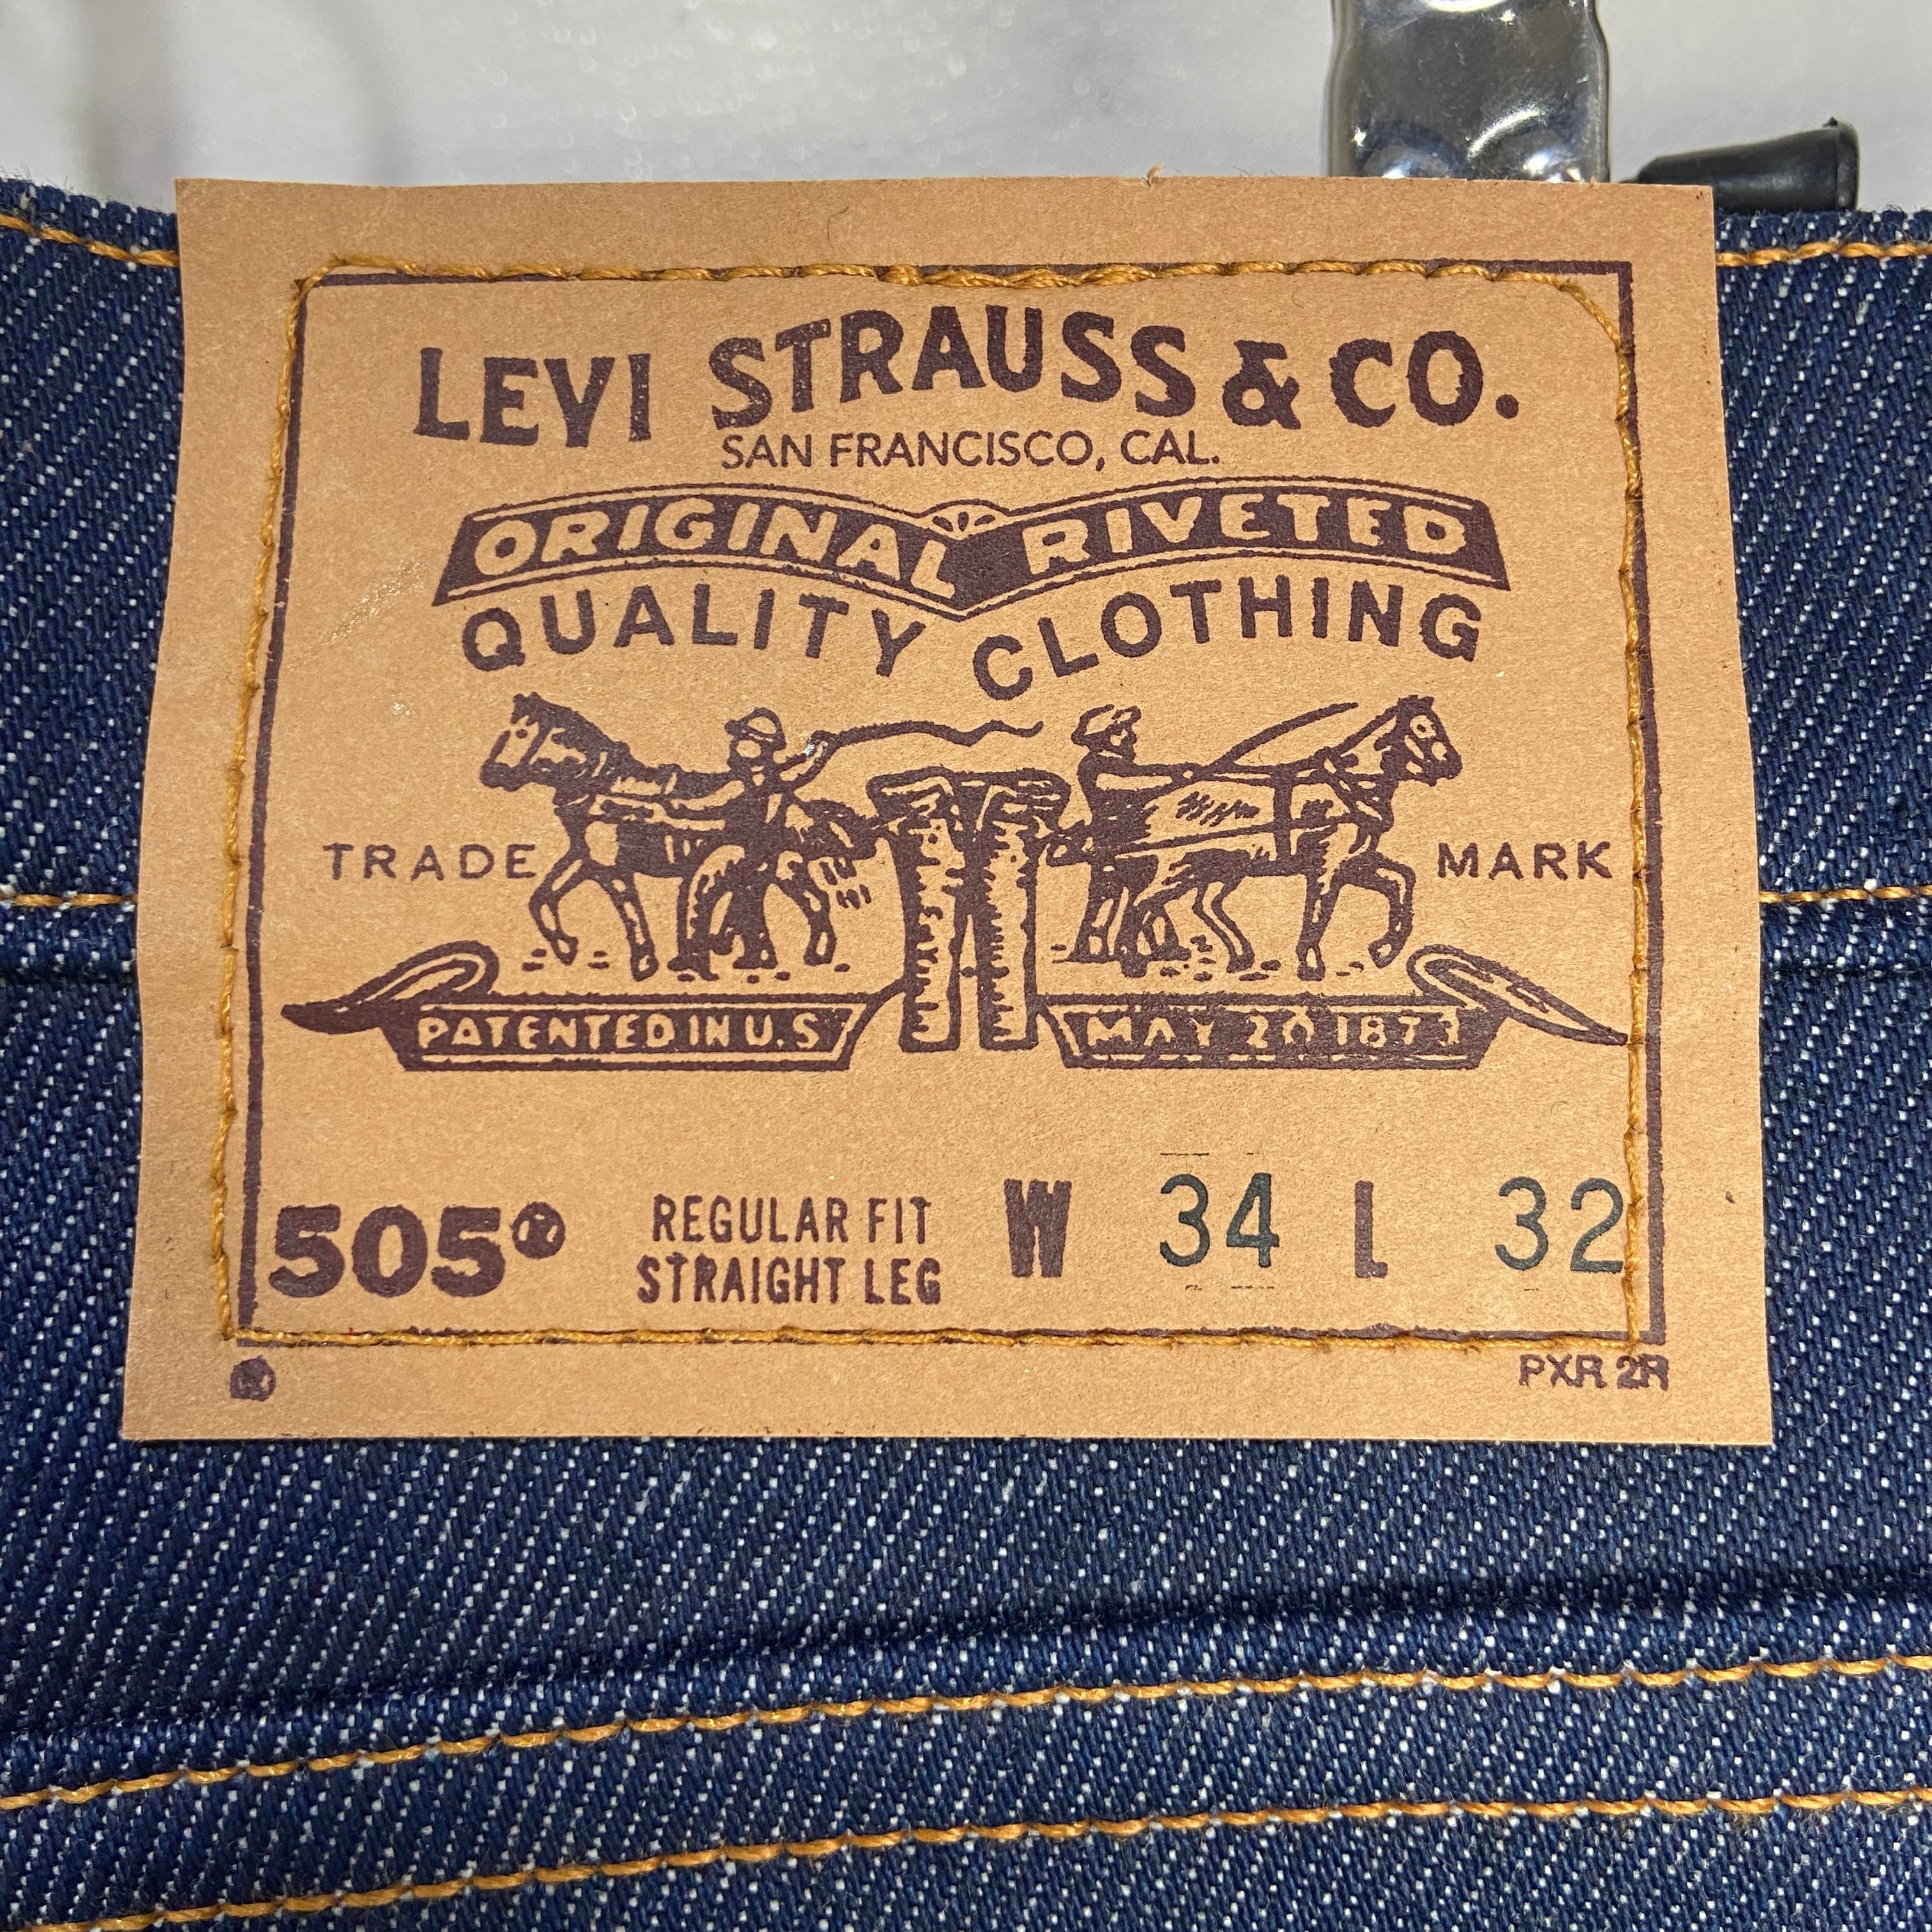 LEVI STRAUSS & CO.
SAN FRANCISCO, CAL.
ORIGINAL RIVETED
QUALITY CLOTHING
TRADE MARK
PATENTED IN U.S MAY 20 1873
505® REGULAR FIT STRAIGHT LEG W 34 L 32
® PXR 2R